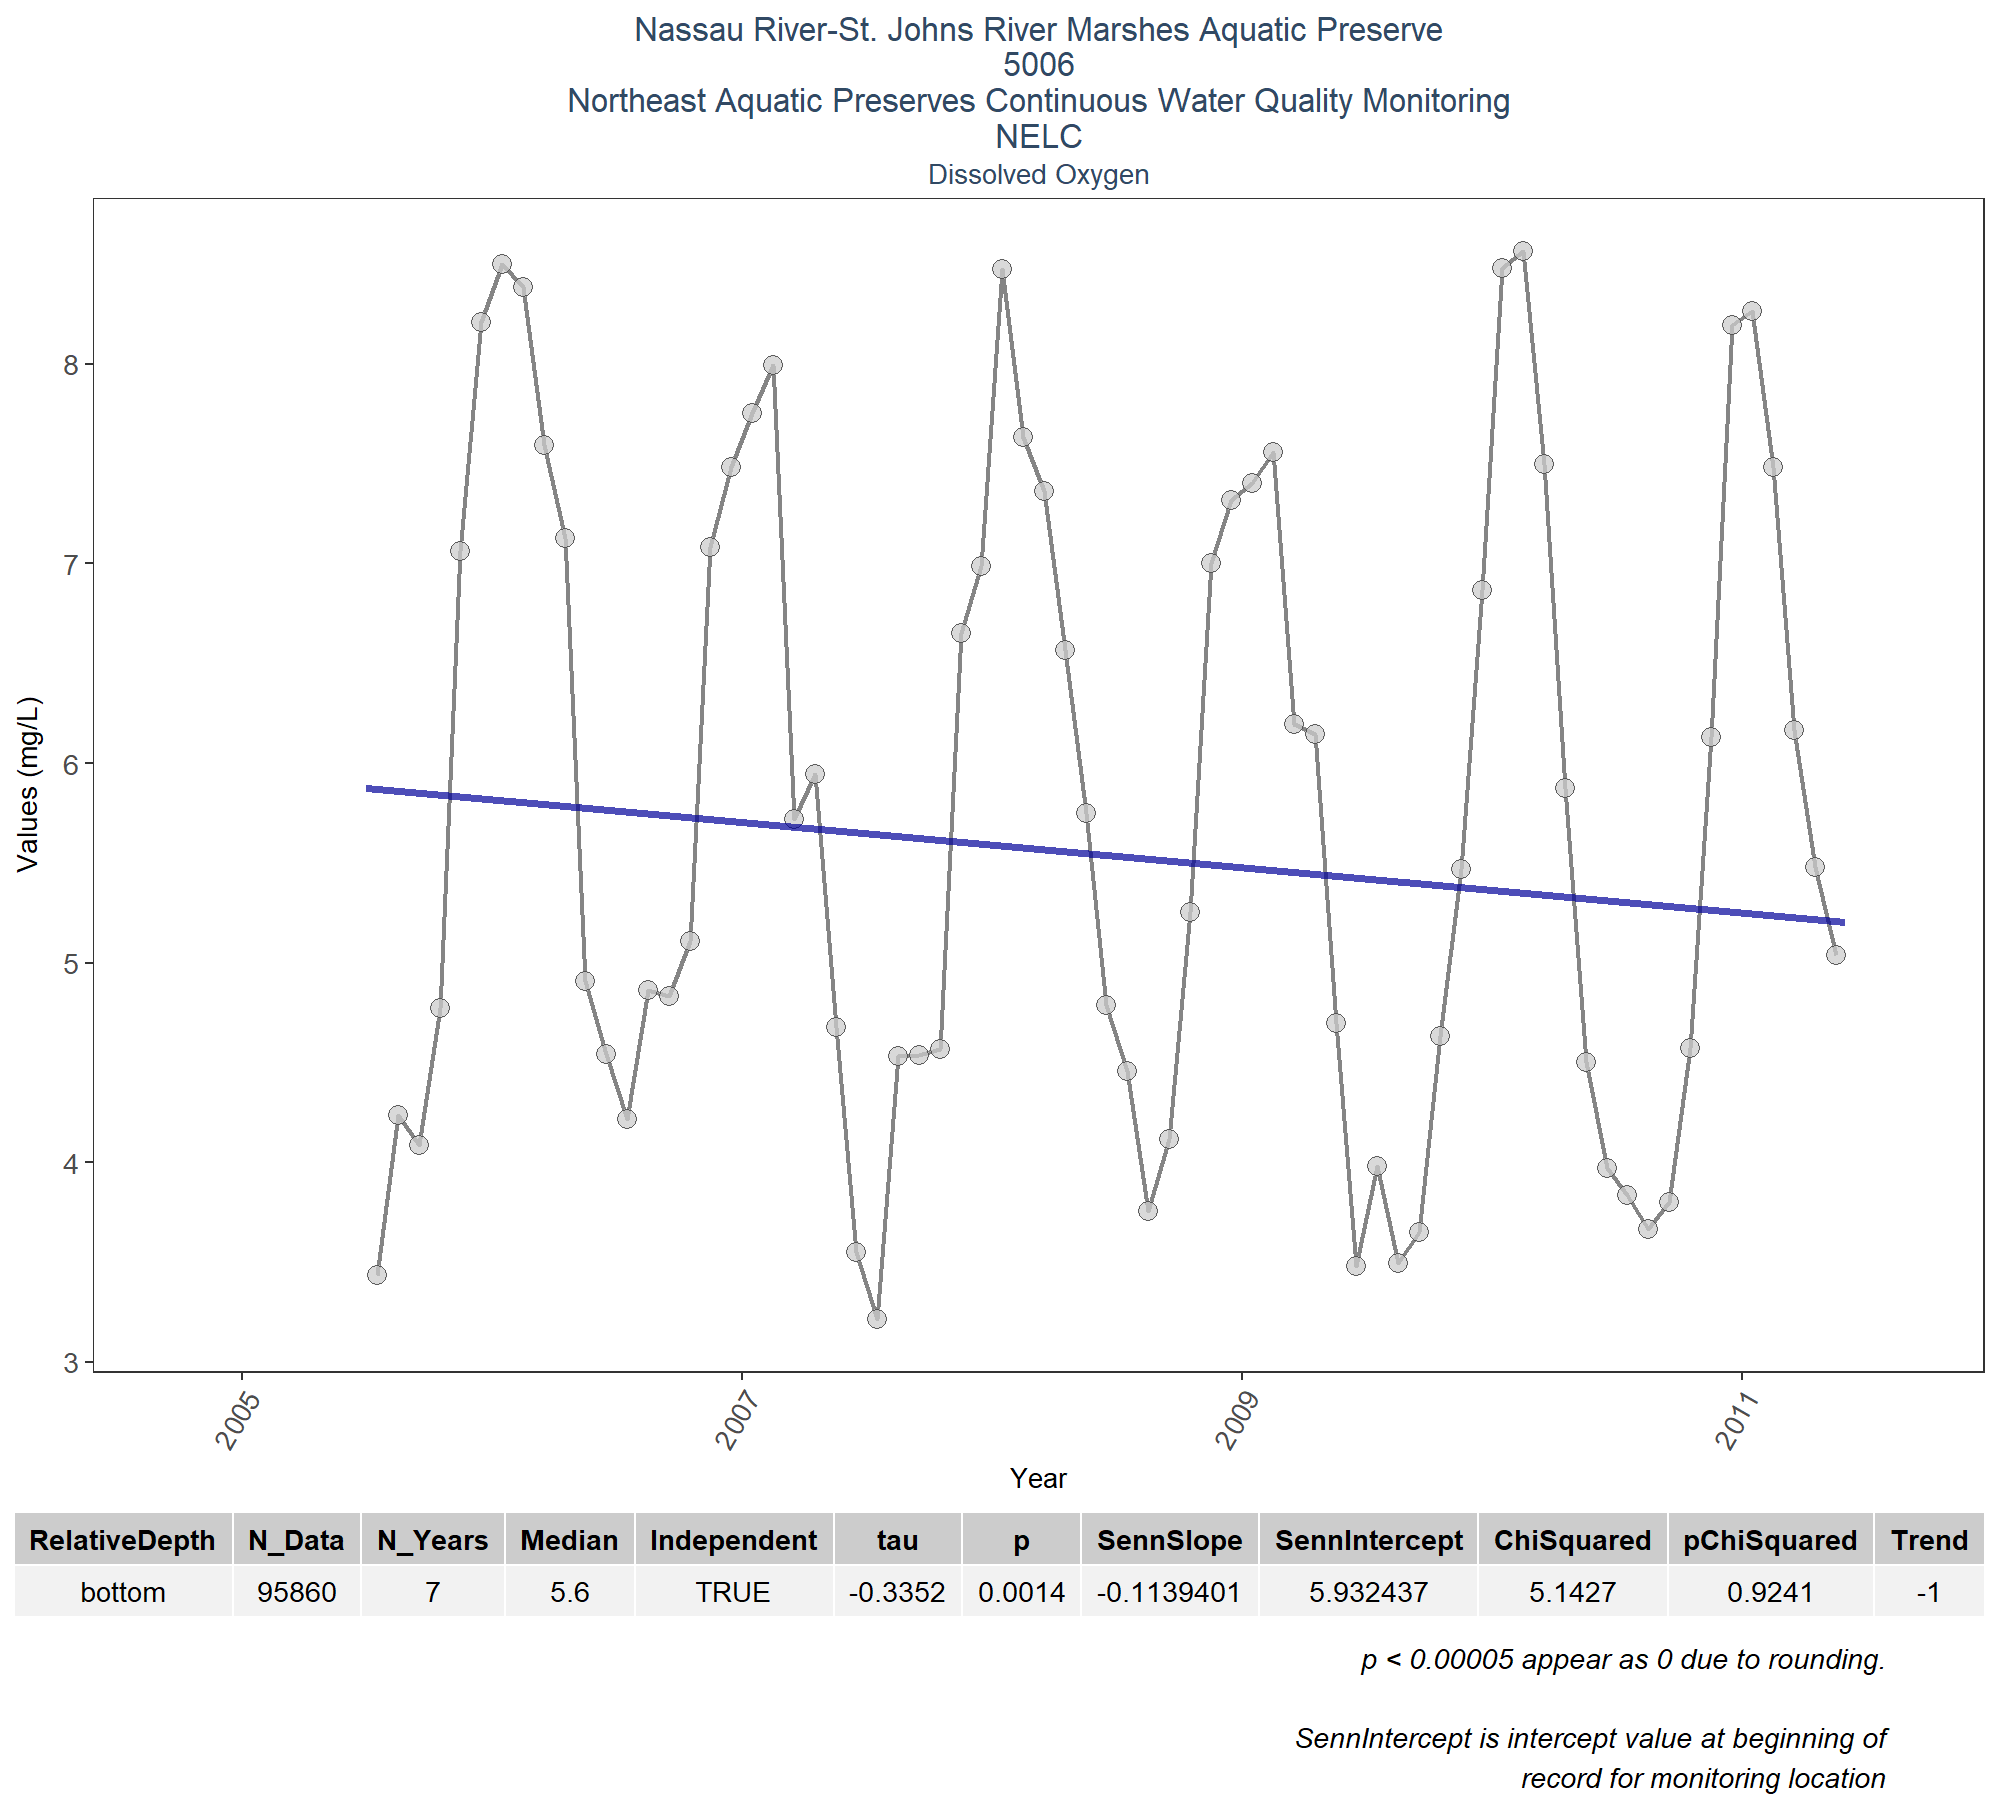 Nassau River-St. Johns River Marshes Aquatic Preserve
5006
Northeast Aquatic Preserves Continuous Water Quality Monitoring
NELC
Dissolved Oxygen
Values (mg/L)
8
7
6
5
4
3
2005 2007 2009 2011
Year
RelativeDepth N_Data N_Years Median Independent tau p SennSlope SennIntercept ChiSquared pChiSquared Trend
bottom 95860 7 5.6 TRUE -0.3352 0.0014 -0.1139401 5.932437 5.1427 0.9241 -1
p < 0.00005 appear as 0 due to rounding.
SennIntercept is intercept value at beginning of
record for monitoring location